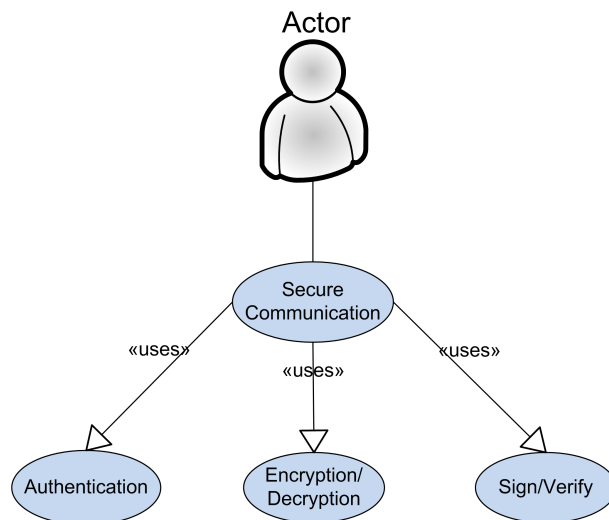 Actor
Secure
Communication
«uses»
«uses»
«uses»
Authentication
Encryption/
Decryption
Sign/Verify